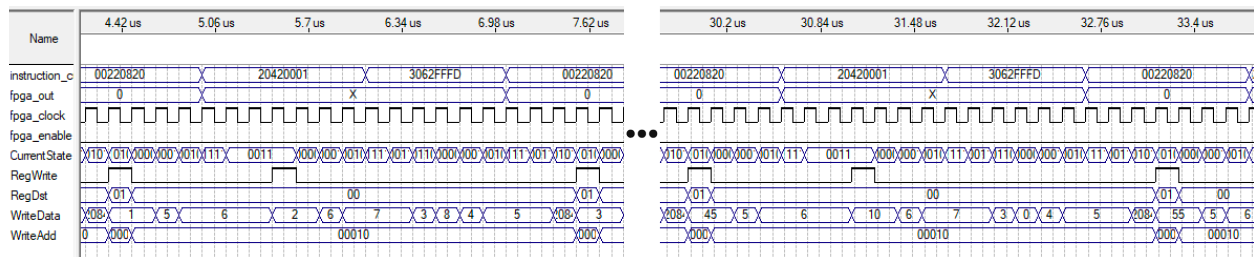 4.42 us 5.06 us 5.7 us 6.34 us 6.98 us 7.62 us 30.2 us 30.84 us 31.48 us 32.12 us 32.76 us 33.4 us
Name
instruction_c 00220820 20420001 3062FFFD 00220820 00220820 20420001 3062FFFD 00220820
fpga_out 0 X 0 0 X 0
fpga_clock
fpga_enable
CurrentState 0011 0011
RegWrite
RegDst 01 00 01 01 00 01 00
WriteData 1 5 6 2 6 7 3 8 4 5 3 45 5 6 10 6 7 3 0 4 5 55 5 6
WriteAdd 0 000 00010 000 000 00010 000 00010